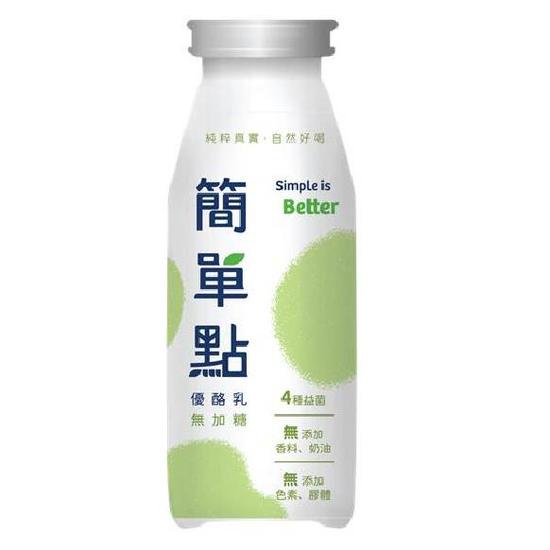 純粹真實・自然好喝
簡單點
Simple is
Better
優酪乳
無加糖
4種益菌
無添加
香料、奶油
無添加
色素、膠體